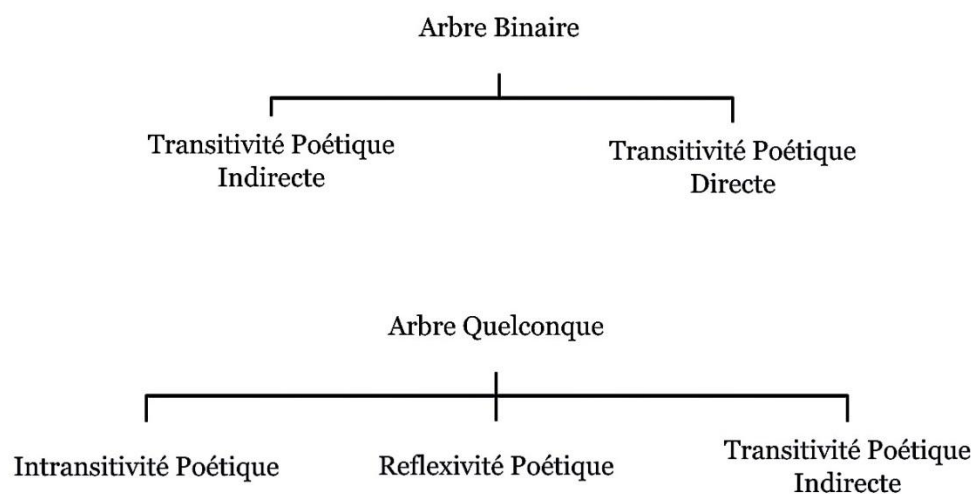 Arbre Binaire
Transitivité Poétique
Indirecte
Transitivité Poétique
Directe
Arbre Quelconque
Intransitivité Poétique
Reflexivité Poétique
Transitivité Poétique
Indirecte